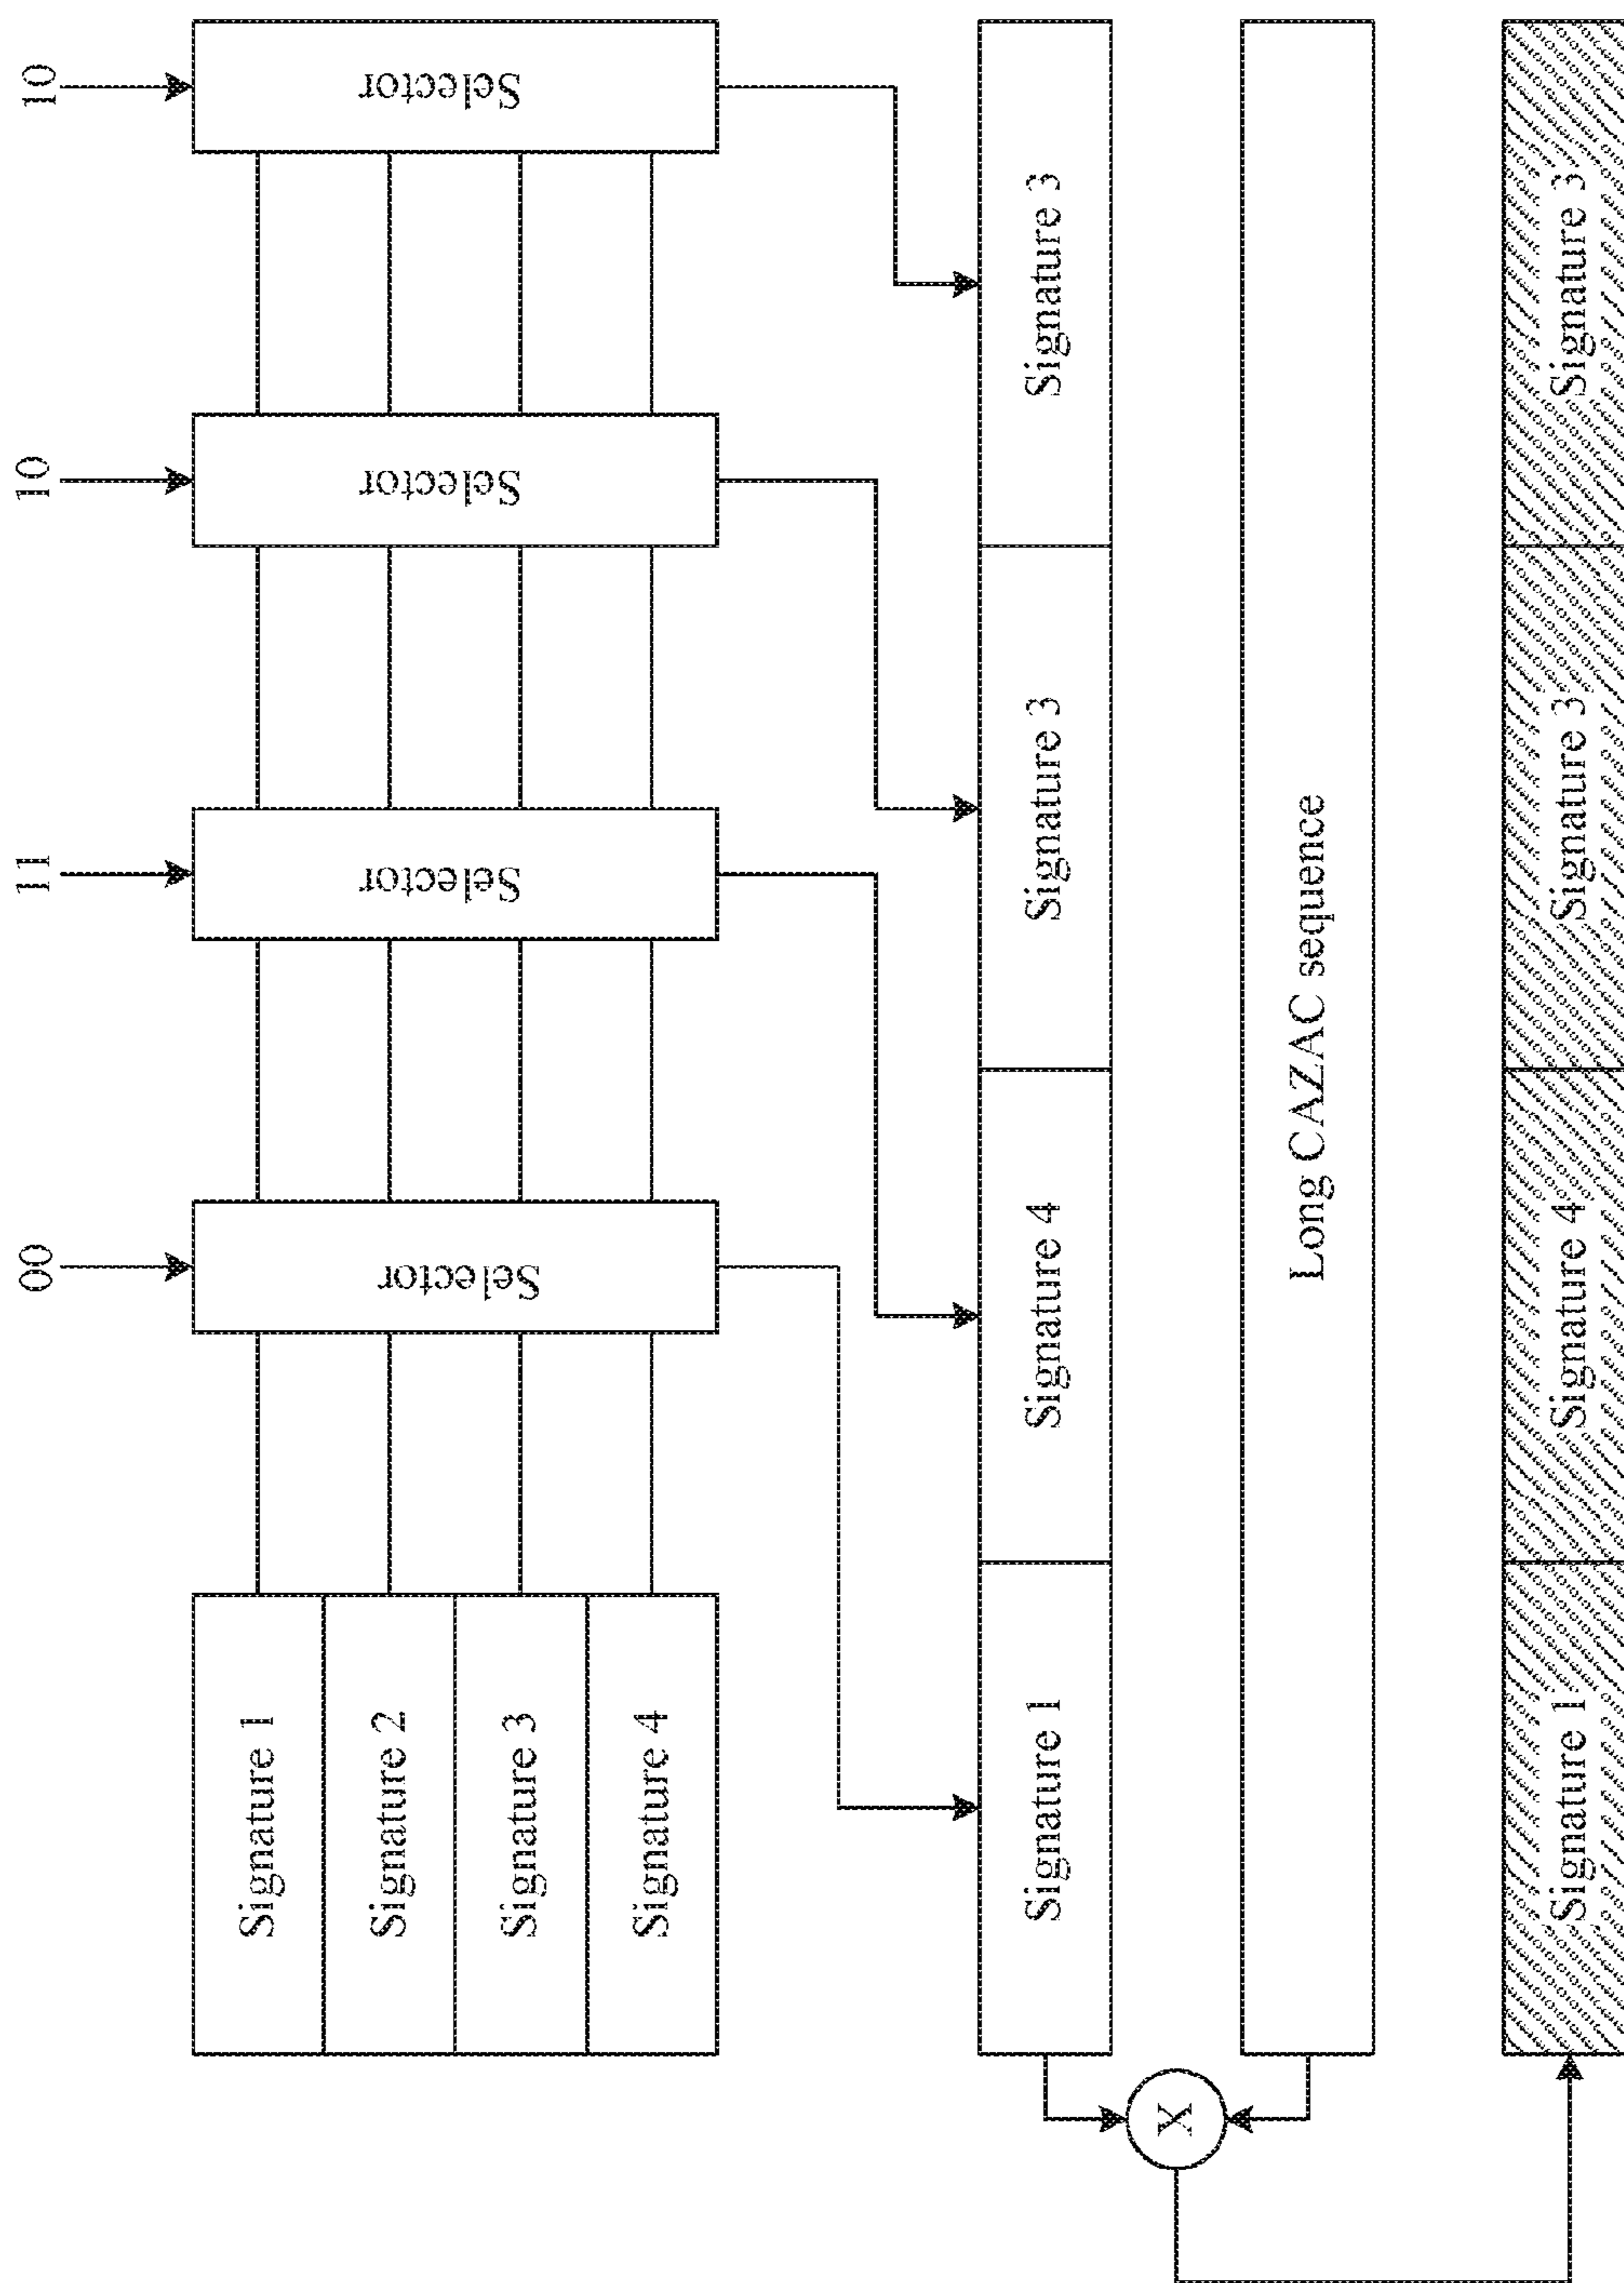 00
11
10
10
Signature 1
Signature 2
Signature 3
Signature 4
Selector
Selector
Selector
Selector
Signature 1
Signature 4
Signature 3
Signature 3
X
Long CAZAC sequence
Signature 1
Signature 4
Signature 3
Signature 3